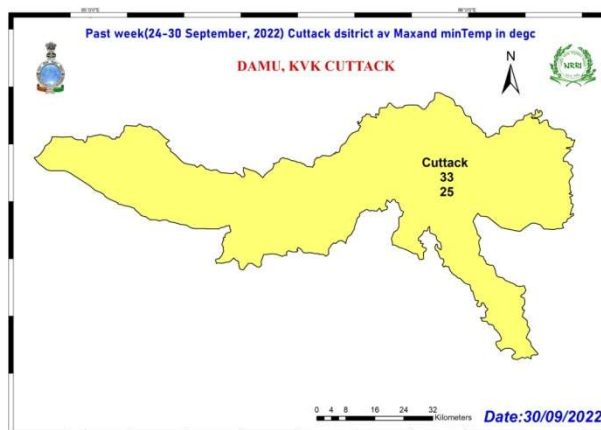 Past week(24-30 September, 2022) Cuttack dsitrict av Maxand minTemp in degc
DAMU, KVK CUTTACK
N
NRRI
Cuttack
33
25
0 4 8 16 24 32
Kilometers
Date:30/09/2022